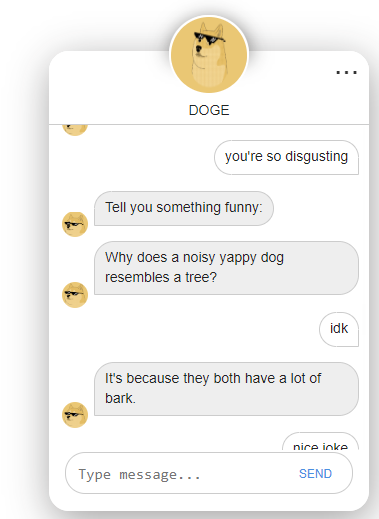 ...
DOGE
you're so disgusting
Tell you something funny:
Why does a noisy yappy dog
resembles a tree?
idk
It's because they both have a lot of
bark.
nice joke
Type message...
SEND